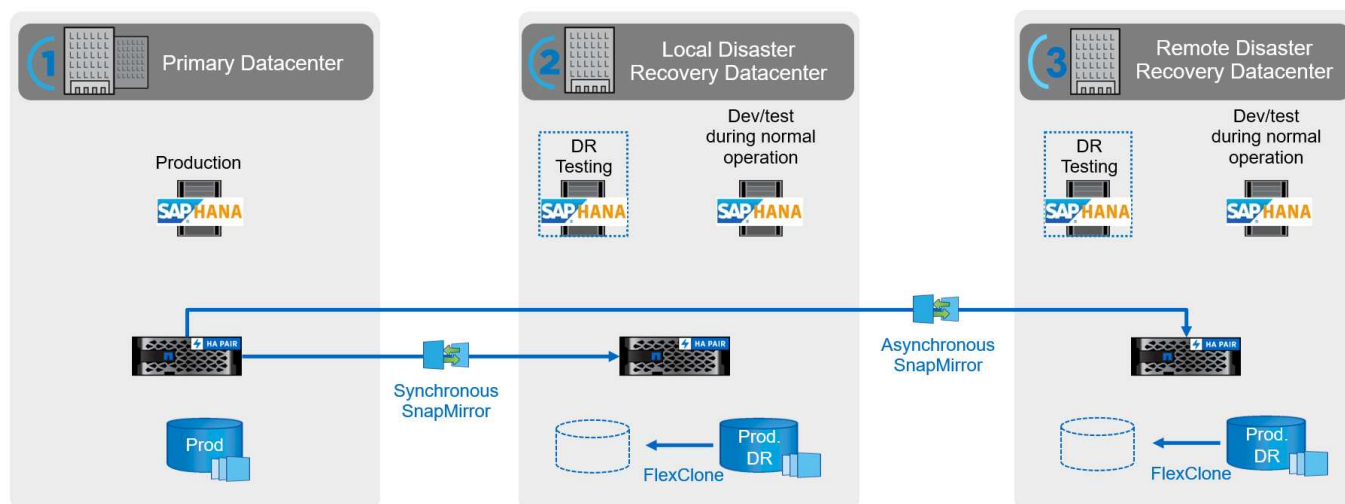 1
Primary Datacenter
Production
SAP HANA
HA PAIR
Prod
2
Local Disaster
Recovery Datacenter
DR
Testing
SAP HANA
Dev/test
during normal
operation
SAP HANA
HA PAIR
Synchronous
SnapMirror
FlexClone
Prod.
DR
3
Remote Disaster
Recovery Datacenter
DR
Testing
SAP HANA
Dev/test
during normal
operation
SAP HANA
Asynchronous
SnapMirror
HA PAIR
FlexClone
Prod.
DR